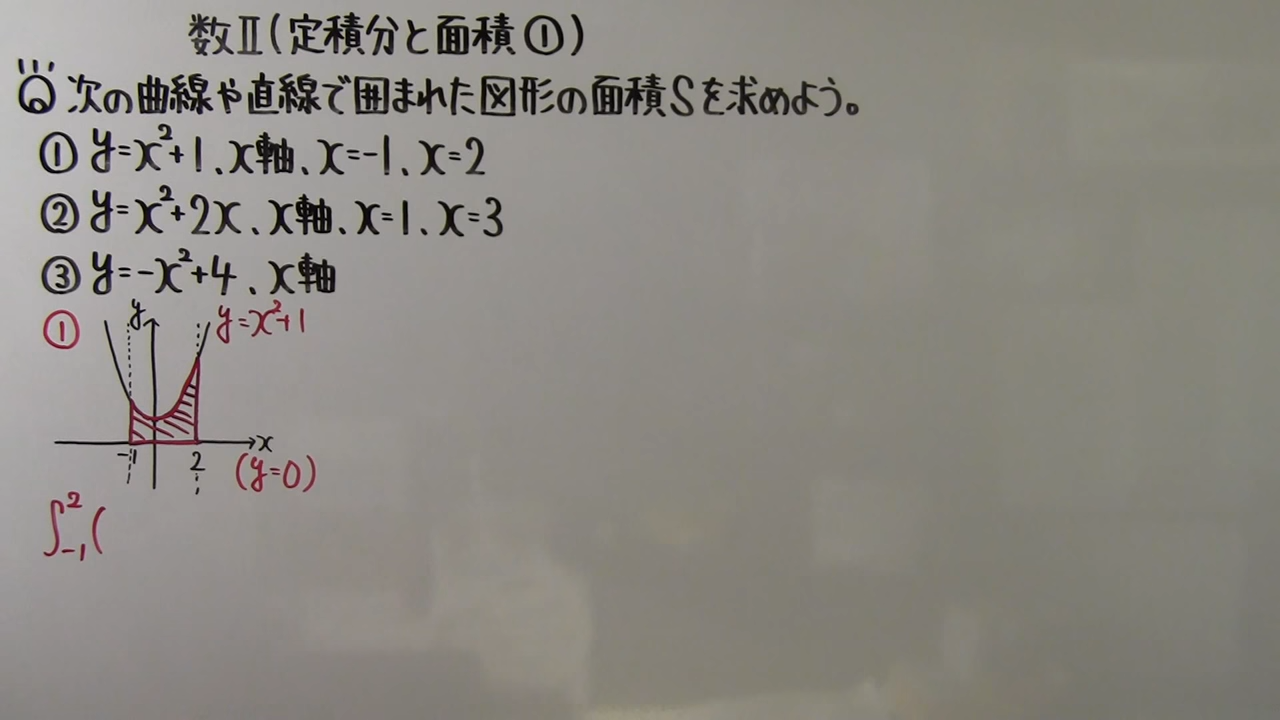 数Ⅱ(定積分と面積①)
Q 次の曲線や直線で囲まれた図形の面積Sを求めよう。
① y=x²+1、x軸、x=-1、x=2
② y=x²+2x、x軸、x=1、x=3
③ y=-x²+4、x軸
①
y
y=x²+1
x
-1
2
(y=0)
∫₋₁²(